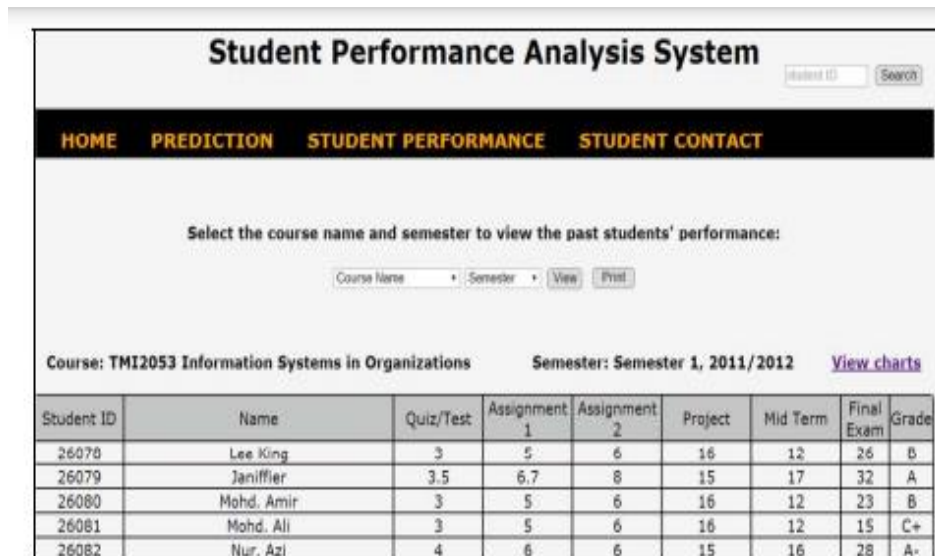 Student Performance Analysis System
student ID Search
HOME PREDICTION STUDENT PERFORMANCE STUDENT CONTACT
Select the course name and semester to view the past students' performance:
Course Name Semester View Print
Course: TMI2053 Information Systems in Organizations Semester: Semester 1, 2011/2012 View charts
Student ID Name Quiz/Test Assignment 1 Assignment 2 Project Mid Term Final Exam Grade
26078 Lee King 3 5 6 16 12 26 B
26079 Janiffier 3.5 6.7 8 15 17 32 A
26080 Mohd. Amir 3 5 6 16 12 23 B
26081 Mohd. Ali 3 5 6 16 12 15 C+
26082 Nur. Azi 4 6 6 15 16 28 A-